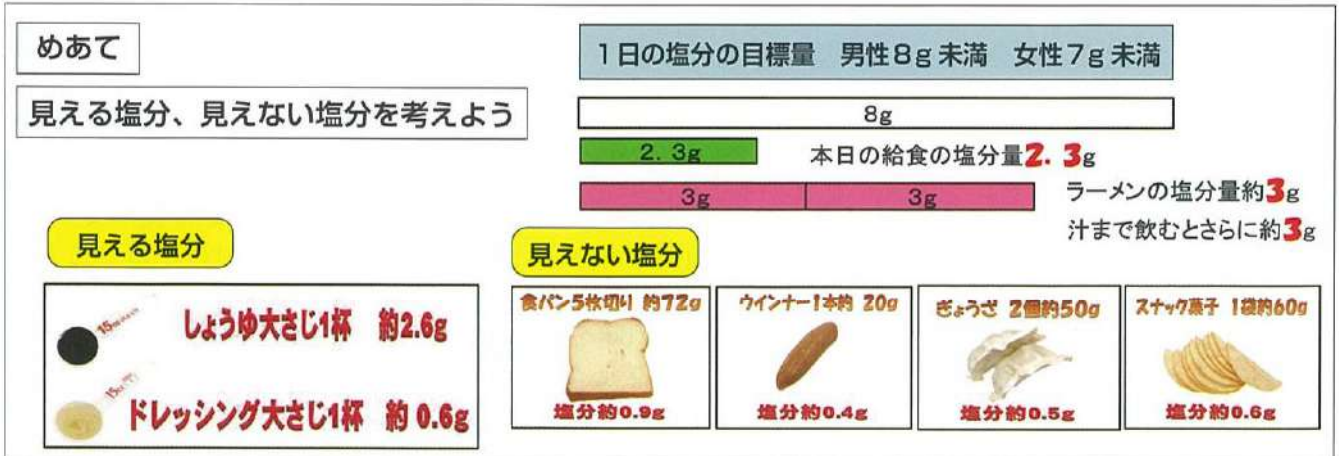 めあて
見える塩分、見えない塩分を考えよう
1日の塩分の目標量　男性8g未満　女性7g未満
8g
2.3g　本日の給食の塩分量2.3g
3g　3g　ラーメンの塩分量約3g
汁まで飲むとさらに約3g
見える塩分
しょうゆ大さじ1杯　約2.6g
ドレッシング大さじ1杯　約0.6g
見えない塩分
食パン5枚切り 約72g
塩分約0.9g
ウインナー1本約 20g
塩分約0.4g
ぎょうざ 2個約50g
塩分約0.5g
スナック菓子 1袋約60g
塩分約0.6g